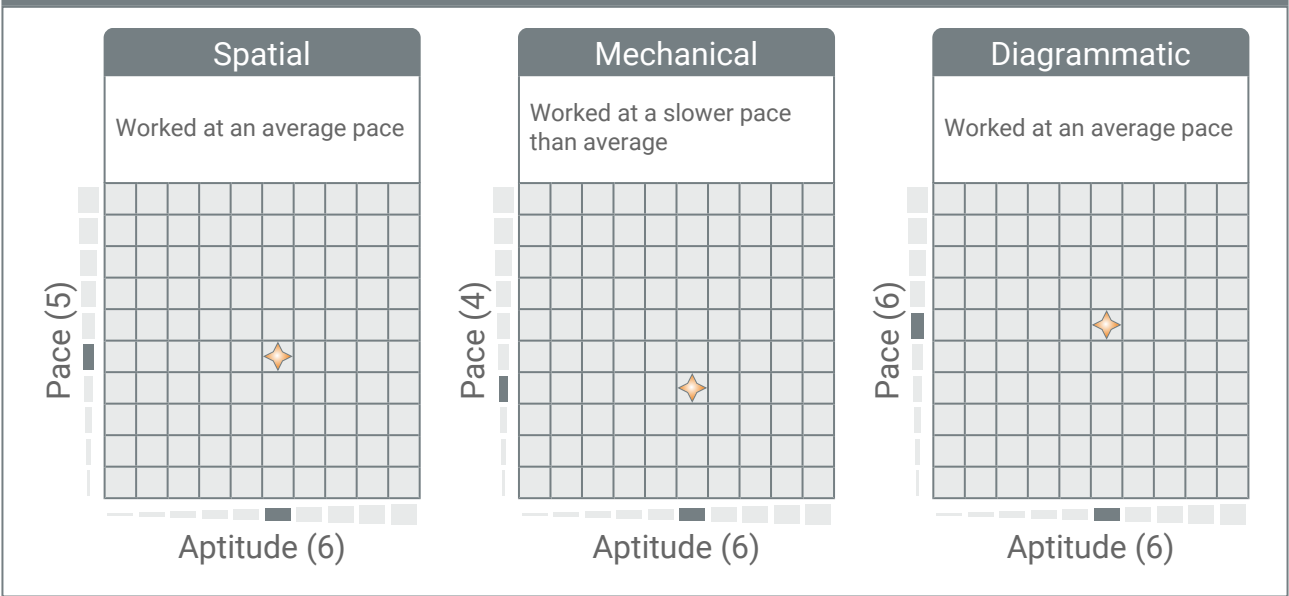 Spatial
Worked at an average pace
Pace (5)
Aptitude (6)
Mechanical
Worked at a slower pace
than average
Pace (4)
Aptitude (6)
Diagrammatic
Worked at an average pace
Pace (6)
Aptitude (6)